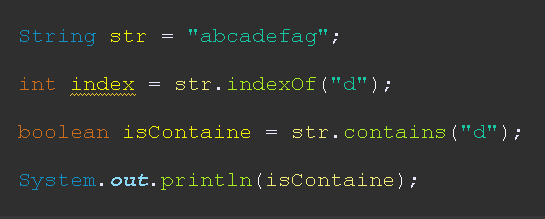 String str = "abcadefag";
int index = str.indexOf("d");
boolean isContaine = str.contains("d");
System.out.println(isContaine);